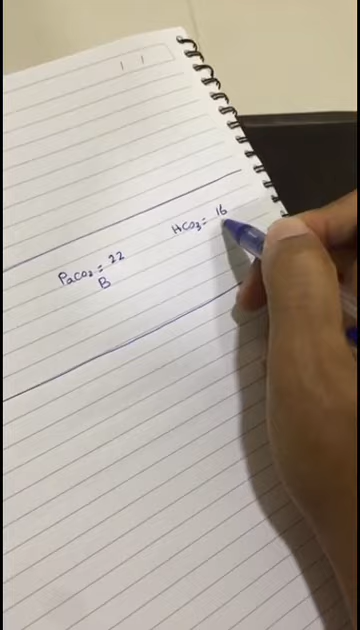 PaCO₂ = 22 HCO₃ = 16
B